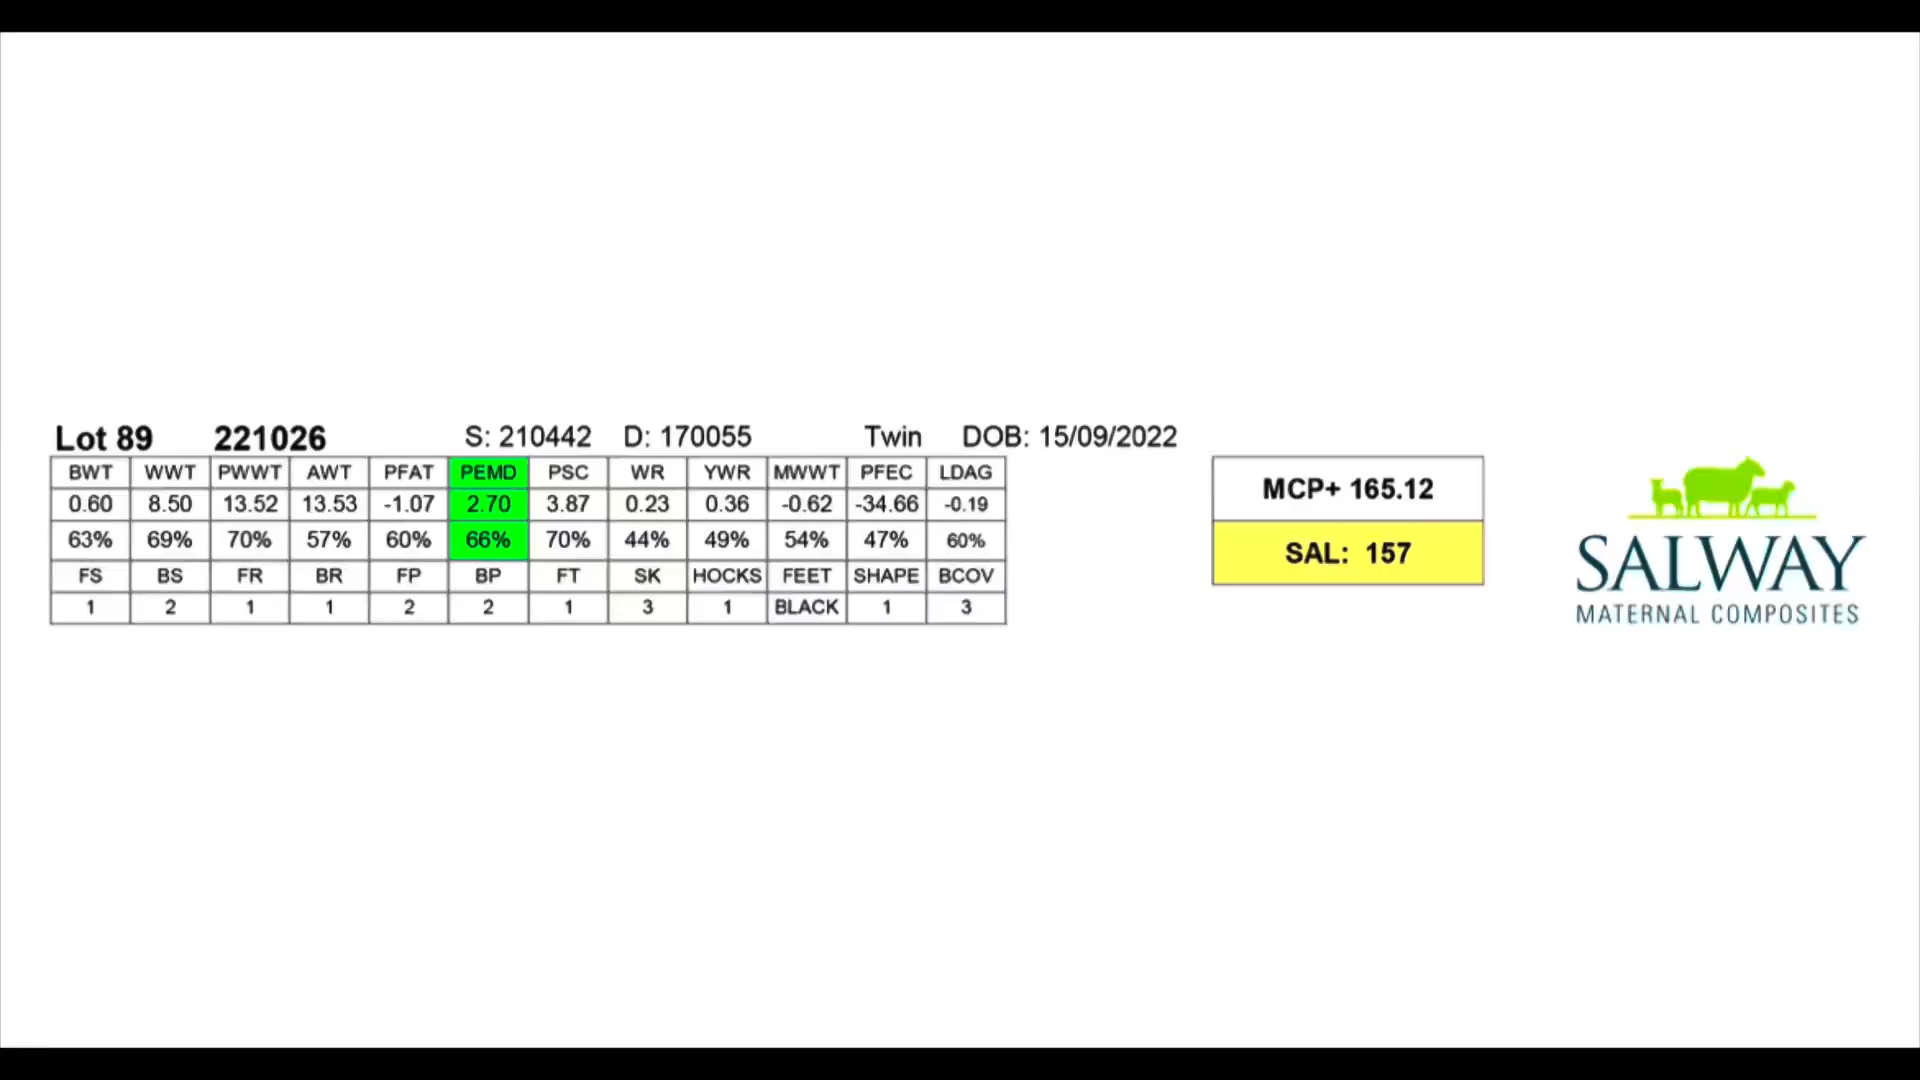 Lot 89 221026 S: 210442 D: 170055 Twin DOB: 15/09/2022
BWT WWT PWWT AWT PFAT PEMD PSC WR YWR MWWT PFEC LDAG
0.60 8.50 13.52 13.53 -1.07 2.70 3.87 0.23 0.36 -0.62 -34.66 -0.19
63% 69% 70% 57% 60% 66% 70% 44% 49% 54% 47% 60%
FS BS FR BR FP BP FT SK HOCKS FEET SHAPE BCOV
1 2 1 1 2 2 1 3 1 BLACK 1 3
MCP+ 165.12
SAL: 157
SALWAY
MATERNAL COMPOSITES